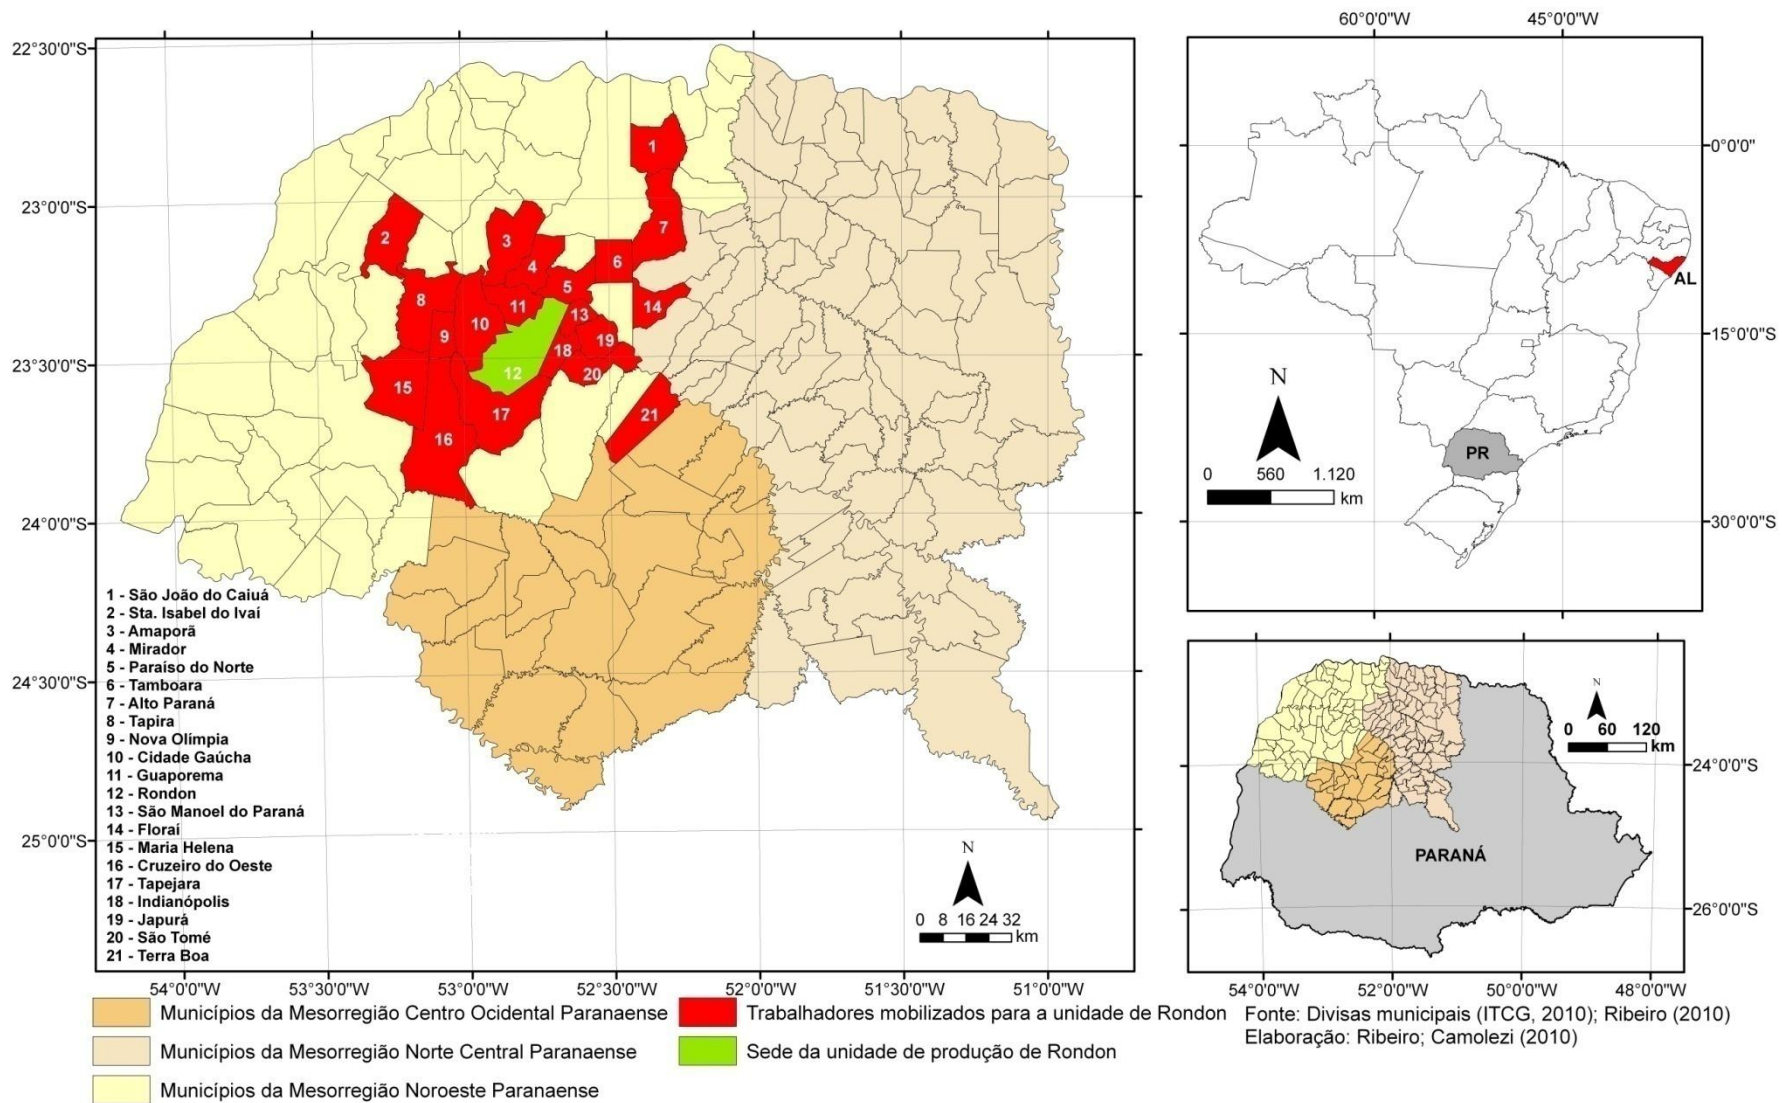 22°30'0"S
23°0'0"S
23°30'0"S
24°0'0"S
24°30'0"S
25°0'0"S
1
2
3
4
5
6
7
8
9
10
11
12
13
14
15
16
17
18
19
20
21
1 - São João do Caiuá
2 - Sta. Isabel do Ivaí
3 - Amaporã
4 - Mirador
5 - Paraíso do Norte
6 - Tamboara
7 - Alto Paraná
8 - Tapira
9 - Nova Olímpia
10 - Cidade Gaúcha
11 - Guaporema
12 - Rondon
13 - São Manoel do Paraná
14 - Floraí
15 - Maria Helena
16 - Cruzeiro do Oeste
17 - Tapejara
18 - Indianópolis
19 - Japurá
20 - São Tomé
21 - Terra Boa
N
0 8 16 24 32
km
54°0'0"W 53°30'0"W 53°0'0"W 52°30'0"W 52°0'0"W 51°30'0"W 51°0'0"W
60°0'0"W 45°0'0"W
0°0'0"
15°0'0"S
30°0'0"S
AL
PR
N
0 560 1.120
km
N
0 60 120
km
24°0'0"S
26°0'0"S
PARANÁ
54°0'0"W 52°0'0"W 50°0'0"W 48°0'0"W
Municípios da Mesorregião Centro Ocidental Paranaense
Municípios da Mesorregião Norte Central Paranaense
Municípios da Mesorregião Noroeste Paranaense
Trabalhadores mobilizados para a unidade de Rondon
Sede da unidade de produção de Rondon
Fonte: Divisas municipais (ITCG, 2010); Ribeiro (2010)
Elaboração: Ribeiro; Camolezi (2010)